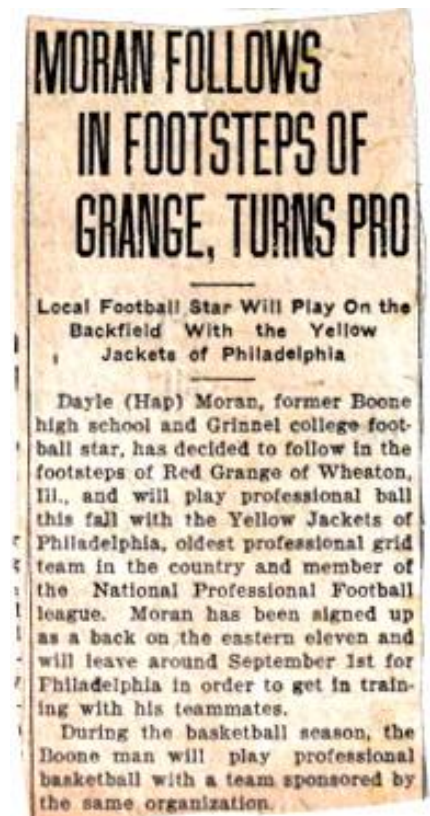 MORAN FOLLOWS
IN FOOTSTEPS OF
GRANGE, TURNS PRO
Local Football Star Will Play On the
Backfield With the Yellow
Jackets of Philadelphia
Dayle (Hap) Moran, former Boone
high school and Grinnel college foot-
ball star, has decided to follow in the
footsteps of Red Grange of Wheaton,
Ill., and will play professional ball
this fall with the Yellow Jackets of
Philadelphia, oldest professional grid
team in the country and member of
the National Professional Football
league. Moran has been signed up
as a back on the eastern eleven and
will leave around September 1st for
Philadelphia in order to get in train-
ing with his teammates.
During the basketball season, the
Boone man will play professional
basketball with a team sponsored by
the same organization.